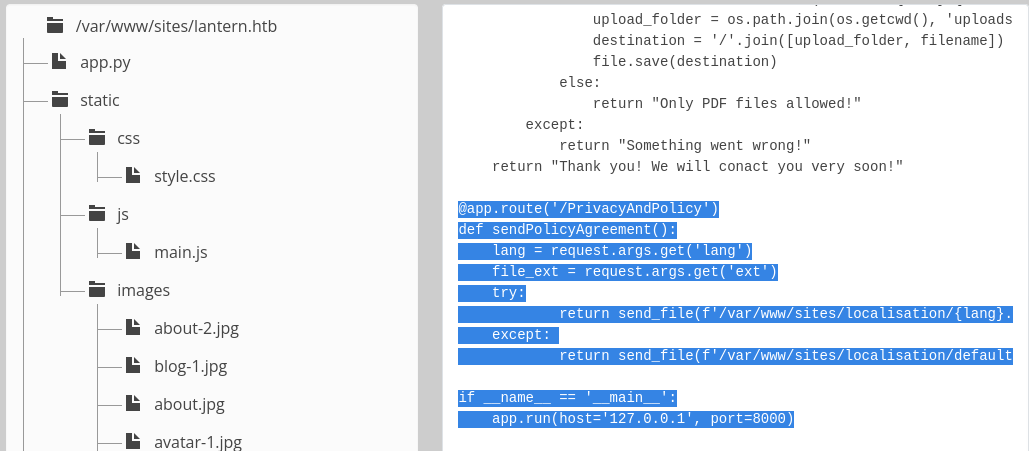 /var/www/sites/lantern.htb
app.py
static
css
style.css
js
main.js
images
about-2.jpg
blog-1.jpg
about.jpg
avatar-1.jpg
upload_folder = os.path.join(os.getcwd(), 'uploads
destination = '/'.join([upload_folder, filename])
file.save(destination)
else:
return "Only PDF files allowed!"
except:
return "Something went wrong!"
return "Thank you! We will conact you very soon!"
@app.route('/PrivacyAndPolicy')
def sendPolicyAgreement():
lang = request.args.get('lang')
file_ext = request.args.get('ext')
try:
return send_file(f'/var/www/sites/localisation/{lang}.
except:
return send_file(f'/var/www/sites/localisation/default
if __name__ == '__main__':
app.run(host='127.0.0.1', port=8000)